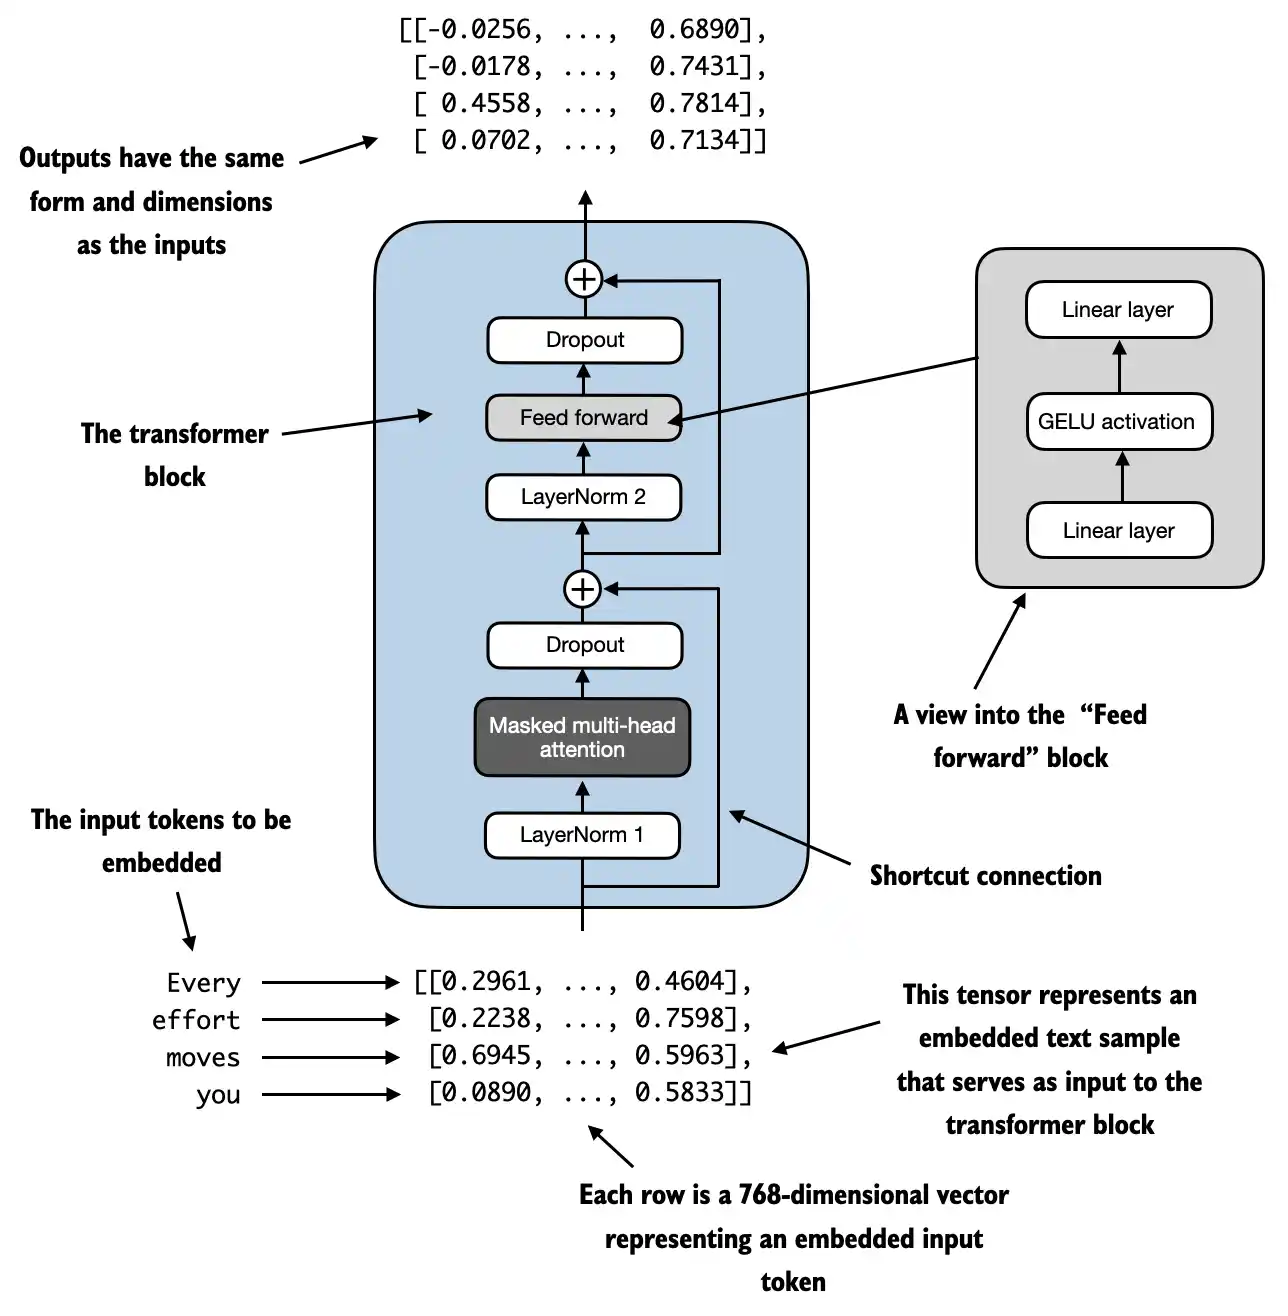 [[-0.0256, ..., 0.6890],
[-0.0178, ..., 0.7431],
[ 0.4558, ..., 0.7814],
[ 0.0702, ..., 0.7134]]
Outputs have the same
form and dimensions
as the inputs
Dropout
Feed forward
LayerNorm 2
The transformer
block
Linear layer
GELU activation
Linear layer
A view into the “Feed
forward” block
Dropout
Masked multi-head
attention
LayerNorm 1
Shortcut connection
The input tokens to be
embedded
Every [[0.2961, ..., 0.4604],
effort [0.2238, ..., 0.7598],
moves [0.6945, ..., 0.5963],
you [0.0890, ..., 0.5833]]
This tensor represents an
embedded text sample
that serves as input to the
transformer block
Each row is a 768-dimensional vector
representing an embedded input
token